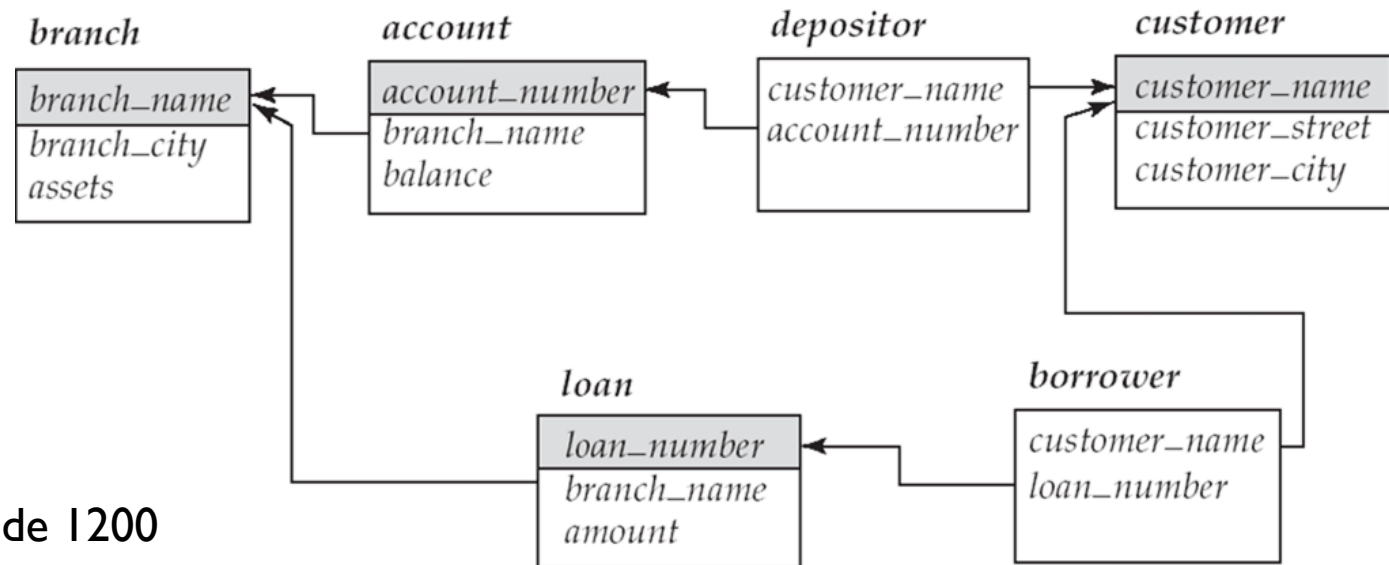 branch
branch_name
branch_city
assets
account
account_number
branch_name
balance
depositor
customer_name
account_number
customer
customer_name
customer_street
customer_city
loan
loan_number
branch_name
amount
borrower
customer_name
loan_number
de 1200